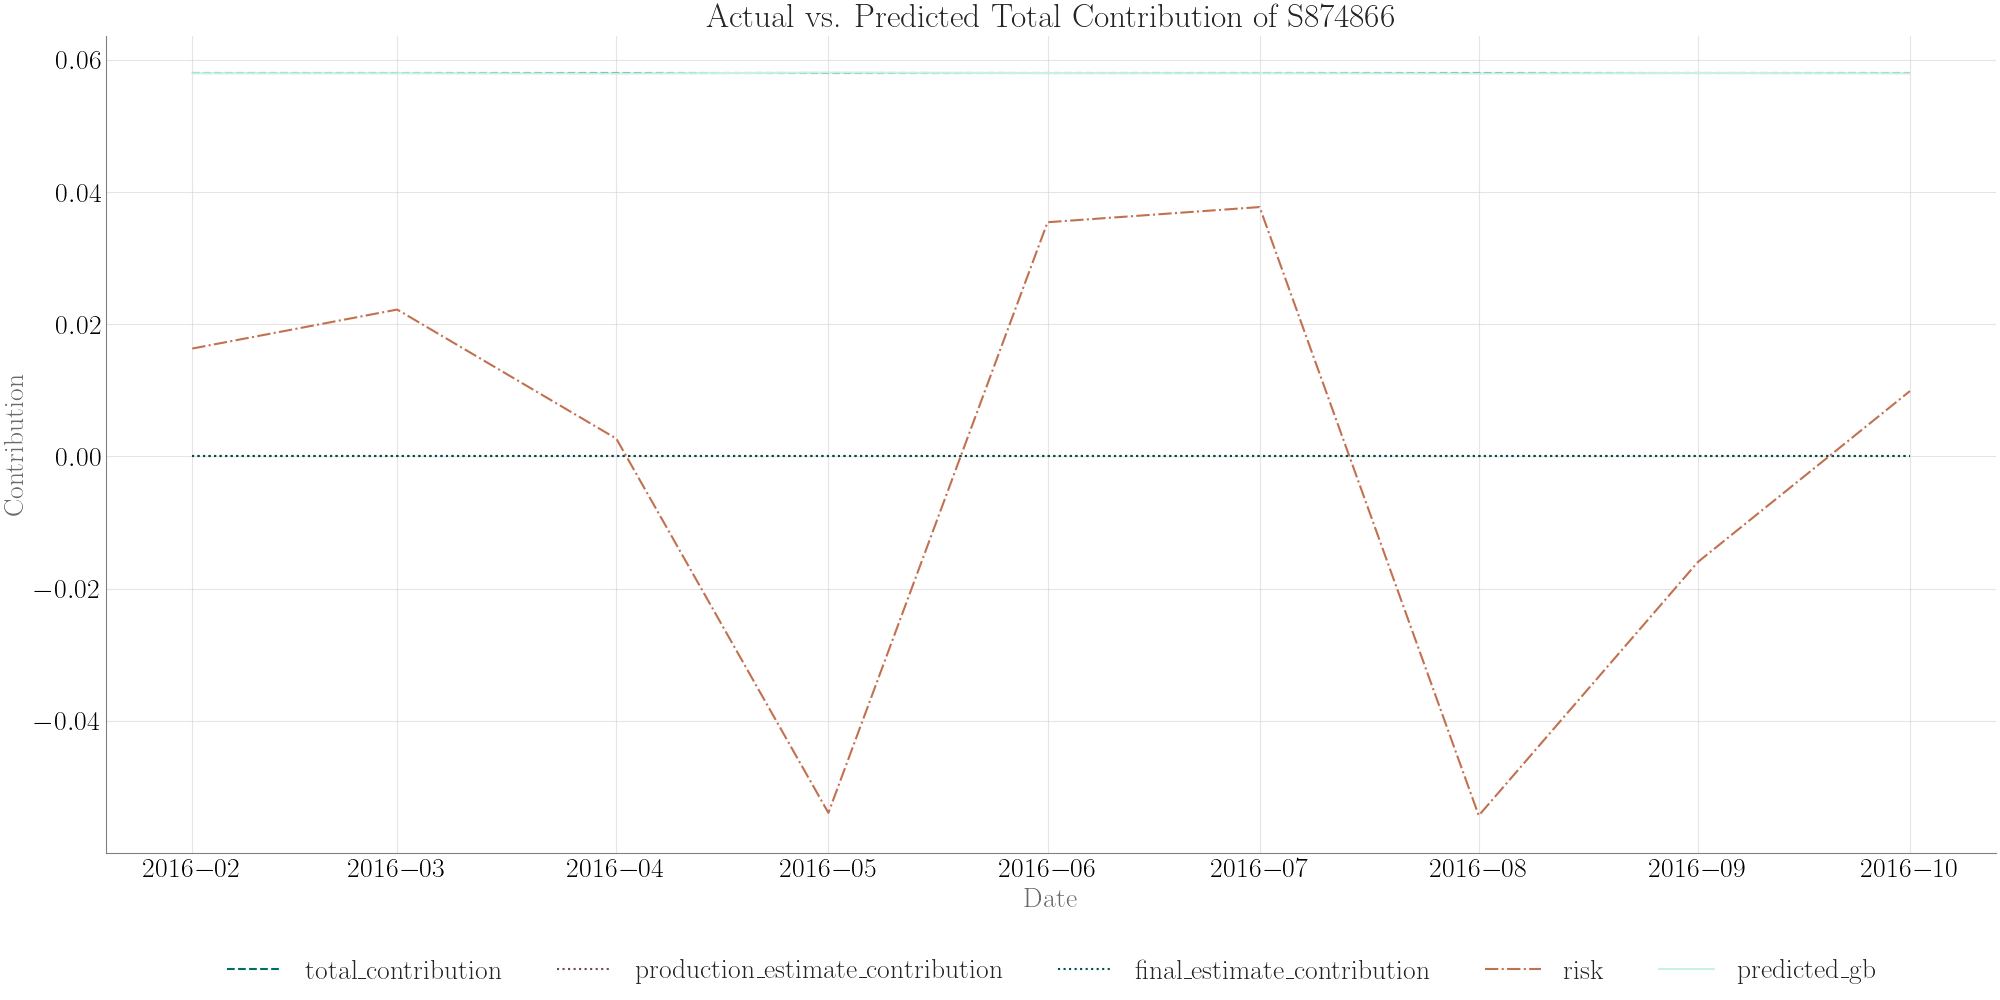 Actual vs. Predicted Total Contribution of S874866
0.06
0.04
0.02
0.00
−0.02
−0.04
Contribution
2016−02 2016−03 2016−04 2016−05 2016−06 2016−07 2016−08 2016−09 2016−10
Date
total_contribution production_estimate_contribution final_estimate_contribution risk predicted_gb